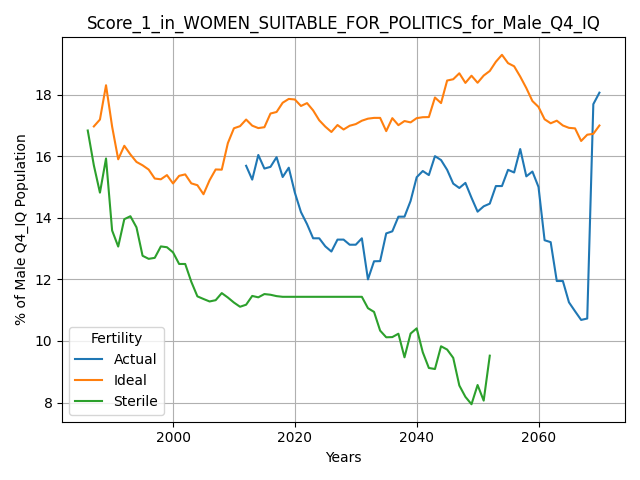 Score_1_in_WOMEN_SUITABLE_FOR_POLITICS_for_Male_Q4_IQ
% of Male Q4_IQ Population
18
16
14
12
10
8
Fertility
Actual
Ideal
Sterile
2000 2020 2040 2060
Years